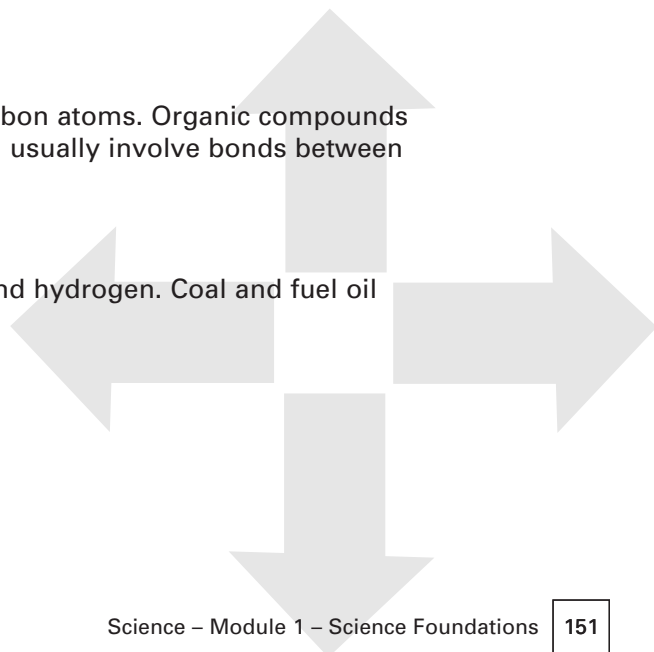 bon atoms. Organic compounds
usually involve bonds between
nd hydrogen. Coal and fuel oil
Science – Module 1 – Science Foundations 151